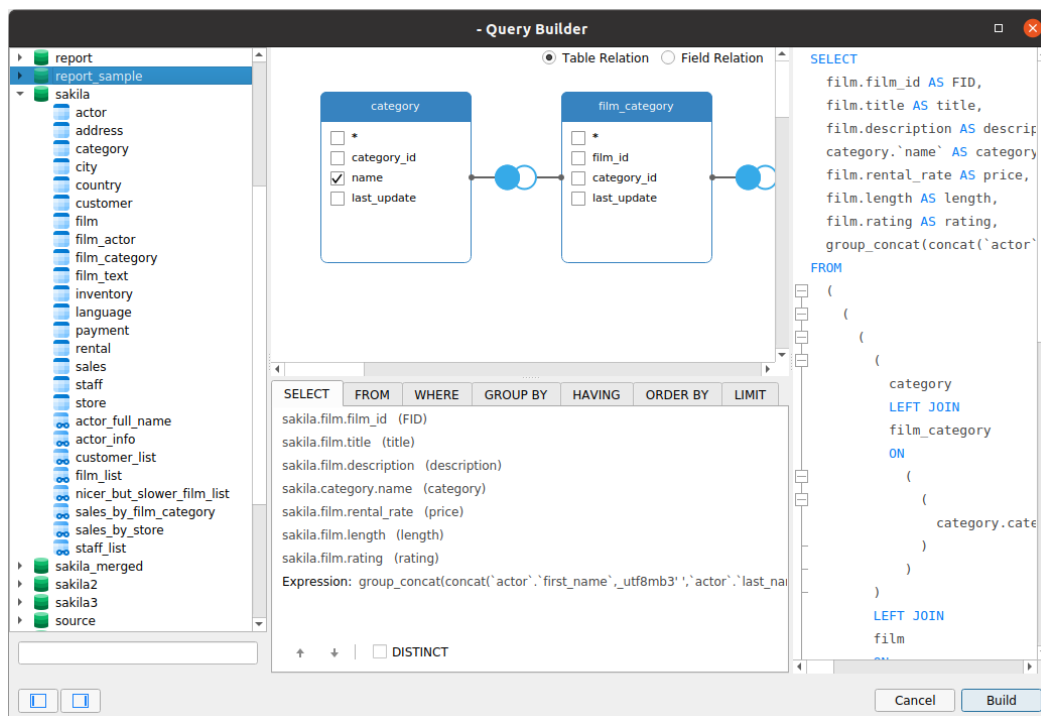 - Query Builder
report
report_sample
sakila
actor
address
category
city
country
customer
film
film_actor
film_category
film_text
inventory
language
payment
rental
sales
staff
store
actor_full_name
actor_info
customer_list
film_list
nicer_but_slower_film_list
sales_by_film_category
sales_by_store
staff_list
sakila_merged
sakila2
sakila3
source
Table Relation Field Relation
category
*
category_id
name
last_update
film_category
*
film_id
category_id
last_update
SELECT FROM WHERE GROUP BY HAVING ORDER BY LIMIT
sakila.film.film_id (FID)
sakila.film.title (title)
sakila.film.description (description)
sakila.category.name (category)
sakila.film.rental_rate (price)
sakila.film.length (length)
sakila.film.rating (rating)
Expression: group_concat(concat(`actor`.`first_name`,_utf8mb3' ',`actor`.`last_nar
DISTINCT
SELECT
film.film_id AS FID,
film.title AS title,
film.description AS descrip
category.`name` AS category
film.rental_rate AS price,
film.length AS length,
film.rating AS rating,
group_concat(concat(`actor`
FROM
(
(
(
(
category
LEFT JOIN
film_category
ON
(
(
category.cate
)
)
)
LEFT JOIN
film
ON
Cancel Build